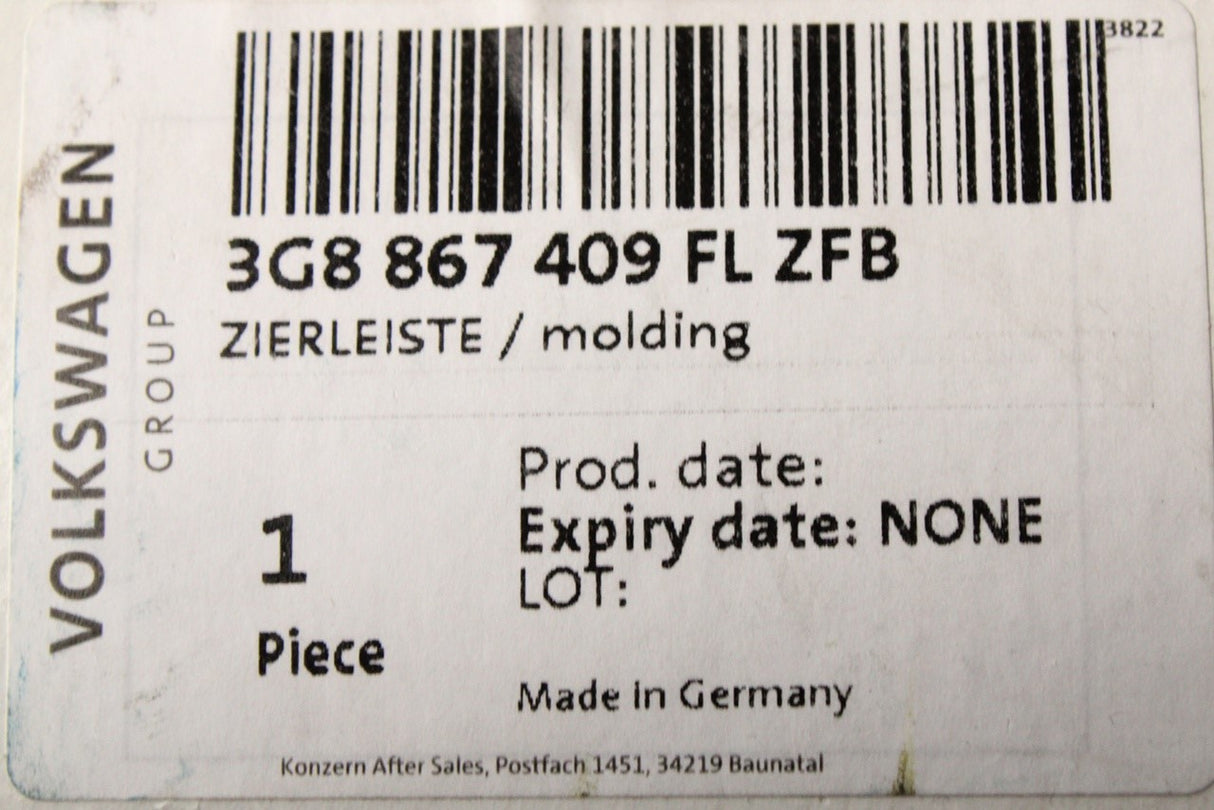 3822
3G8 867 409 FL ZFB
ZIERLEISTE / molding
VOLKSWAGEN
GROUP
1
Piece
Prod. date:
Expiry date: NONE
LOT:
Made in Germany
Konzern After Sales, Postfach 1451, 34219 Baunatal